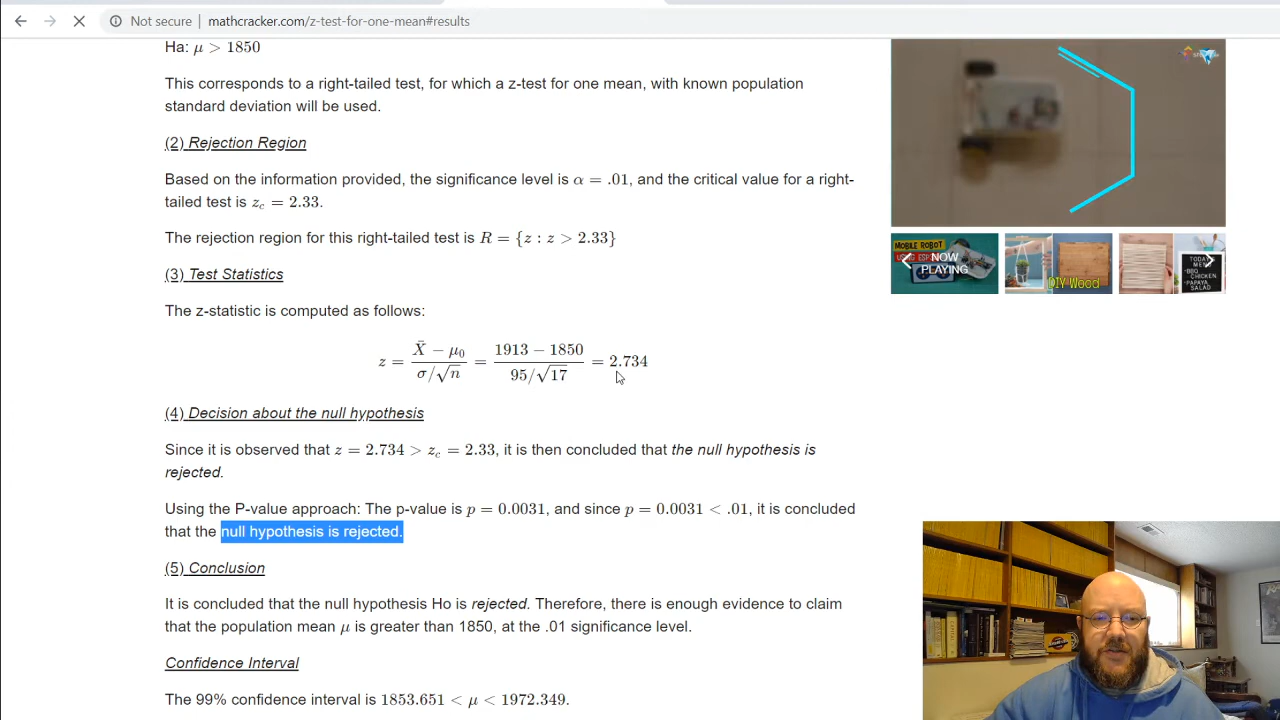 Not secure | mathcracker.com/z-test-for-one-mean#results
Ha: μ > 1850
This corresponds to a right-tailed test, for which a z-test for one mean, with known population
standard deviation will be used.
(2) Rejection Region
Based on the information provided, the significance level is α = .01, and the critical value for a right-
tailed test is z_c = 2.33.
The rejection region for this right-tailed test is R = {z : z > 2.33}
(3) Test Statistics
The z-statistic is computed as follows:
z = (X̄ − μ₀)/(σ/√n) = (1913 − 1850)/(95/√17) = 2.734
(4) Decision about the null hypothesis
Since it is observed that z = 2.734 > z_c = 2.33, it is then concluded that the null hypothesis is
rejected.
Using the P-value approach: The p-value is p = 0.0031, and since p = 0.0031 < .01, it is concluded
that the null hypothesis is rejected.
(5) Conclusion
It is concluded that the null hypothesis Ho is rejected. Therefore, there is enough evidence to claim
that the population mean μ is greater than 1850, at the .01 significance level.
Confidence Interval
The 99% confidence interval is 1853.651 < μ < 1972.349.
MOBILE ROBOT
NOW
PLAYING
DIY Wood
BBQ
CHICKEN
PAPAYA
SALAD